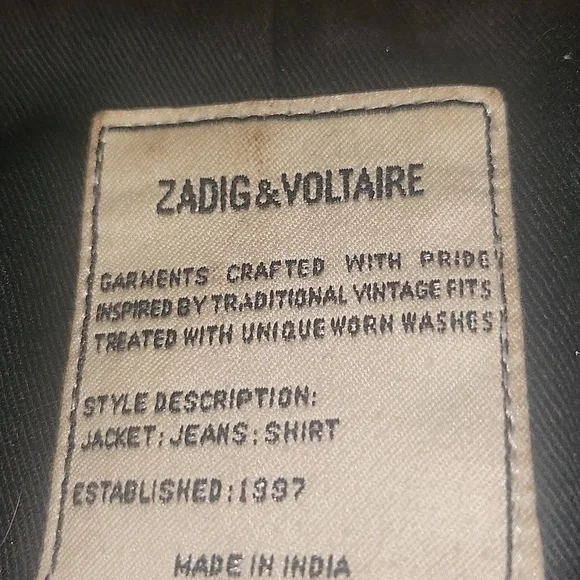 ZADIG&VOLTAIRE
GARMENTS CRAFTED WITH PRIDE
INSPIRED BY TRADITIONAL VINTAGE FITS
TREATED WITH UNIQUE WORN WASHES
STYLE DESCRIPTION:
JACKET; JEANS; SHIRT
ESTABLISHED:1997
MADE IN INDIA